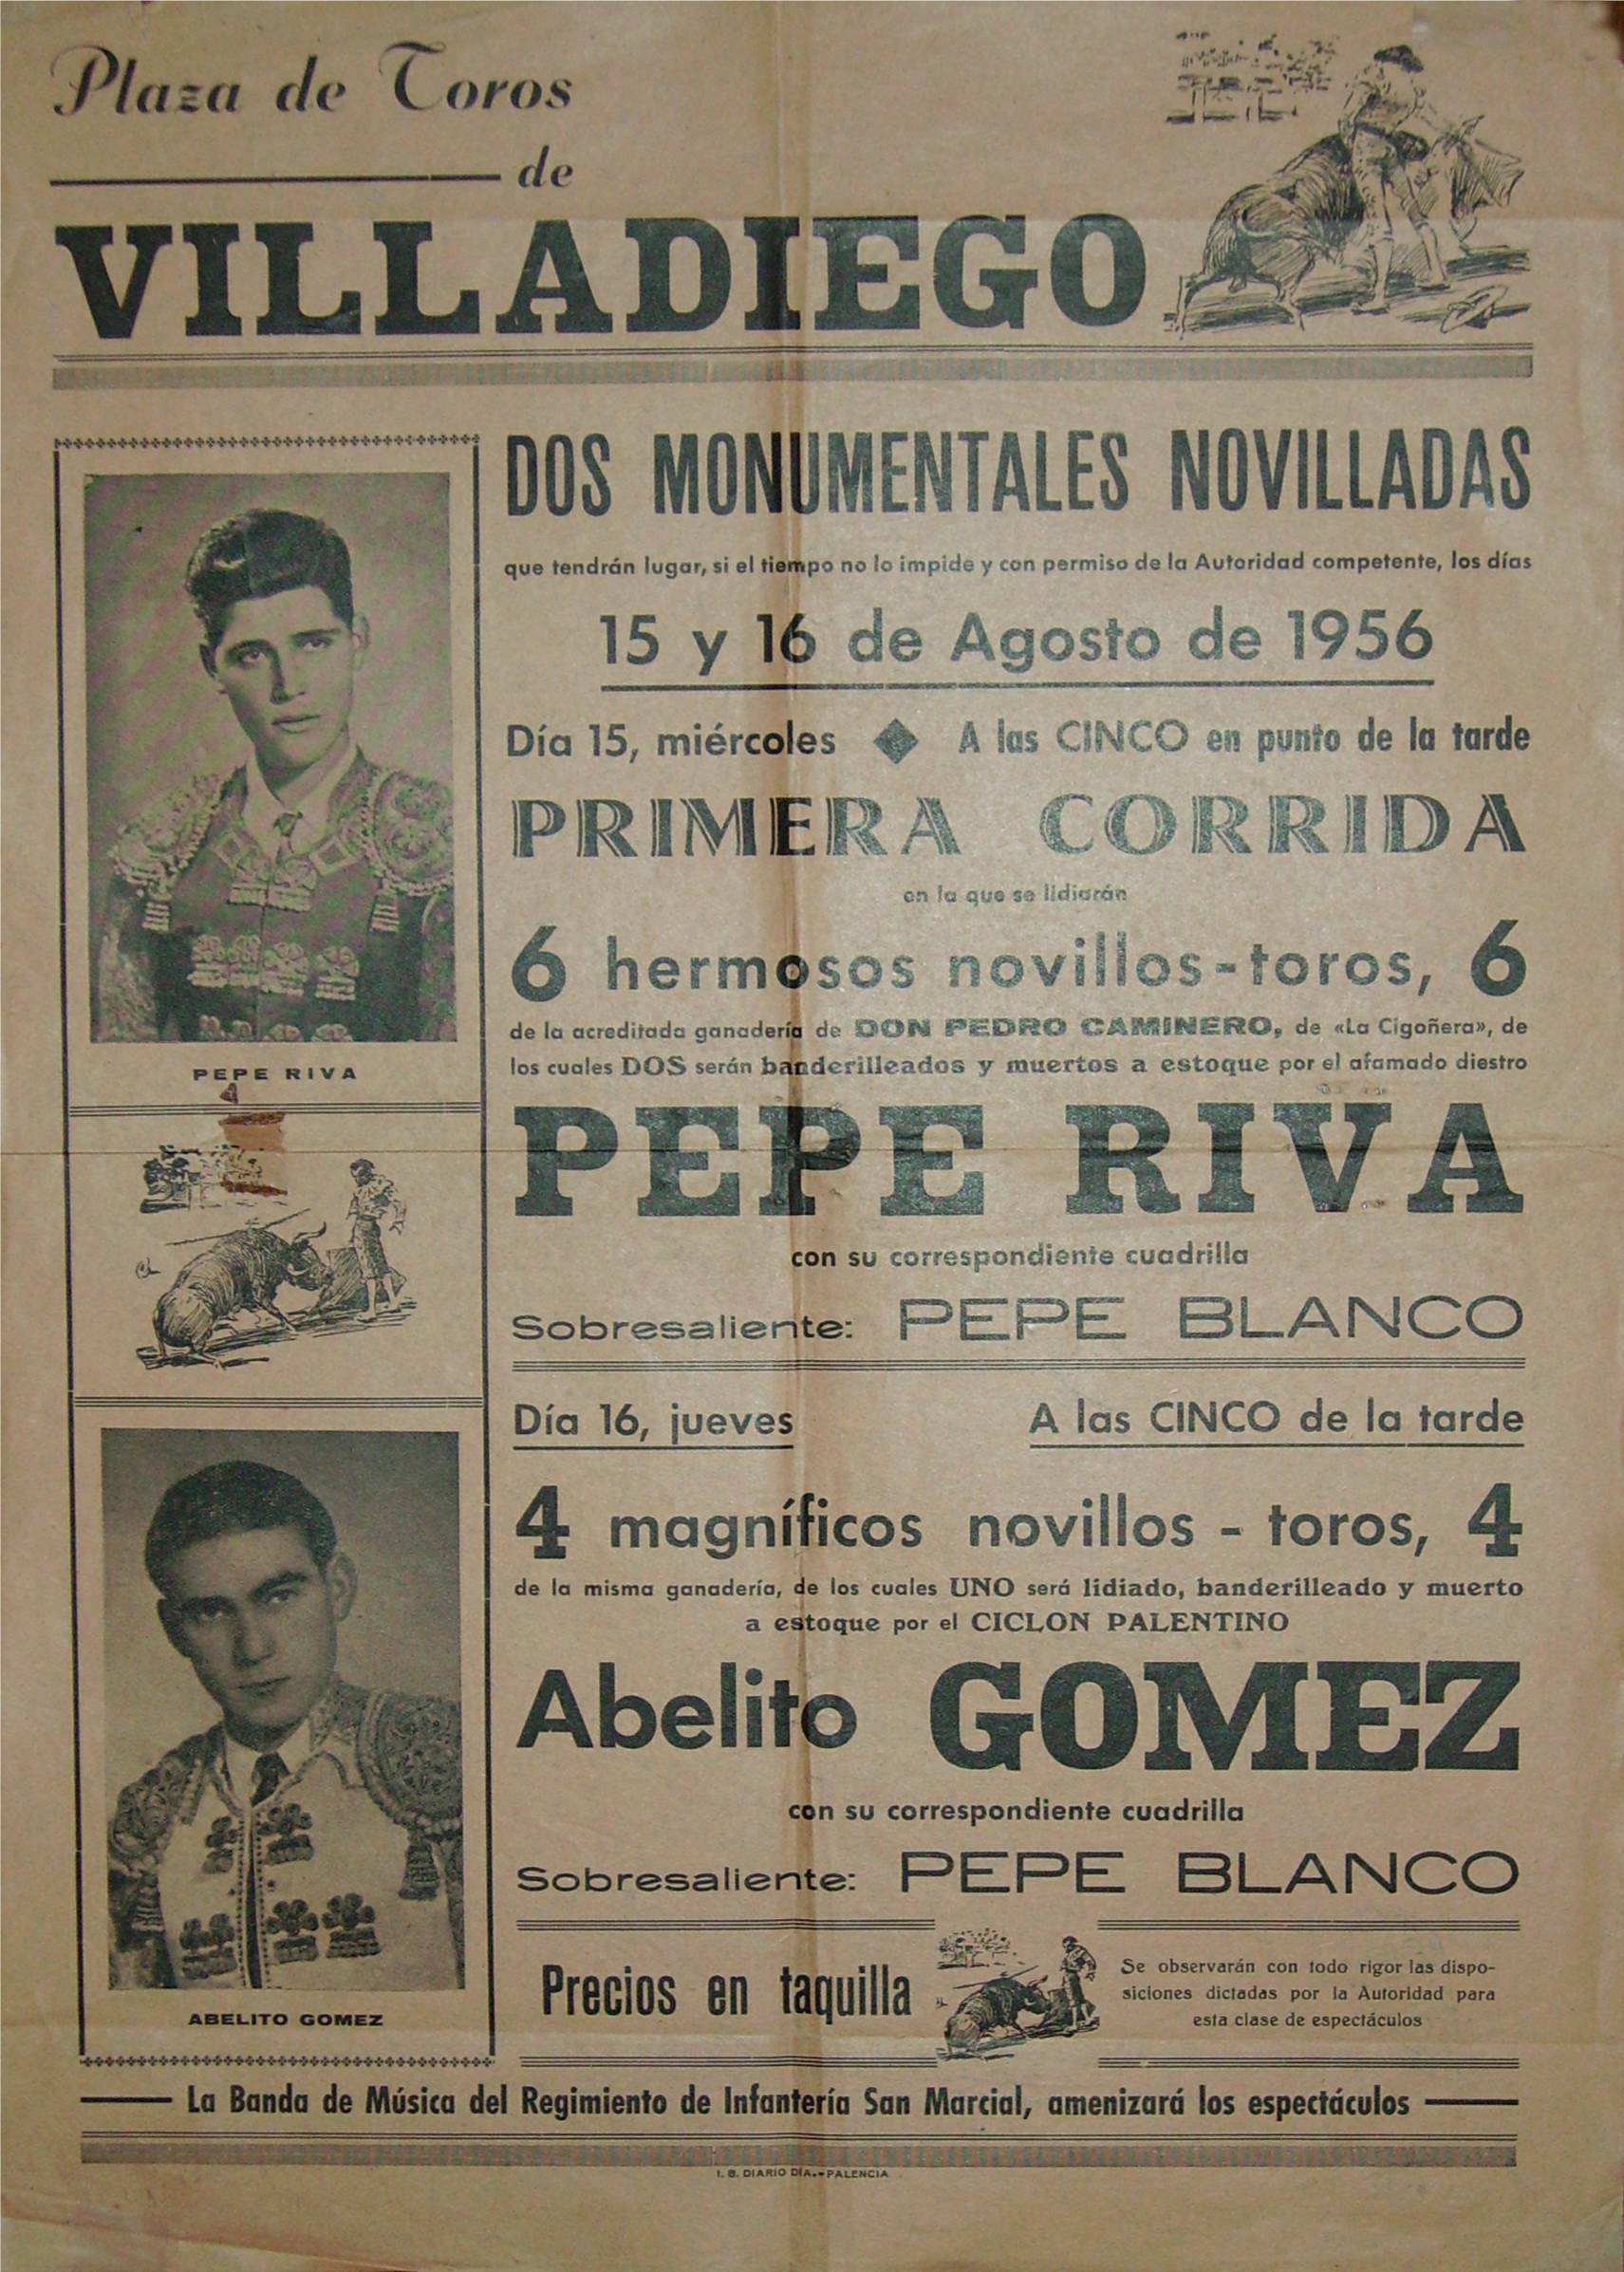 Plaza de Toros
de
VILLADIEGO
DOS MONUMENTALES NOVILLADAS
que tendrán lugar, si el tiempo no lo impide y con permiso de la Autoridad competente, los días
15 y 16 de Agosto de 1956
Día 15, miércoles ◆ A las CINCO en punto de la tarde
PRIMERA CORRIDA
en la que se lidiarán
6 hermosos novillos-toros, 6
de la acreditada ganadería de DON PEDRO CAMINERO, de «La Cigoñera», de
los cuales DOS serán banderilleados y muertos a estoque por el afamado diestro
PEPE RIVA
con su correspondiente cuadrilla
Sobresaliente: PEPE BLANCO
PEPE RIVA
Día 16, jueves A las CINCO de la tarde
4 magníficos novillos - toros, 4
de la misma ganadería, de los cuales UNO será lidiado, banderilleado y muerto
a estoque por el CICLON PALENTINO
Abelito GOMEZ
con su correspondiente cuadrilla
Sobresaliente: PEPE BLANCO
ABELITO GOMEZ
Precios en taquilla
Se observarán con todo rigor las dispo-
siciones dictadas por la Autoridad para
esta clase de espectáculos
La Banda de Música del Regimiento de Infantería San Marcial, amenizará los espectáculos
I. G. DIARIO DÍA.-PALENCIA